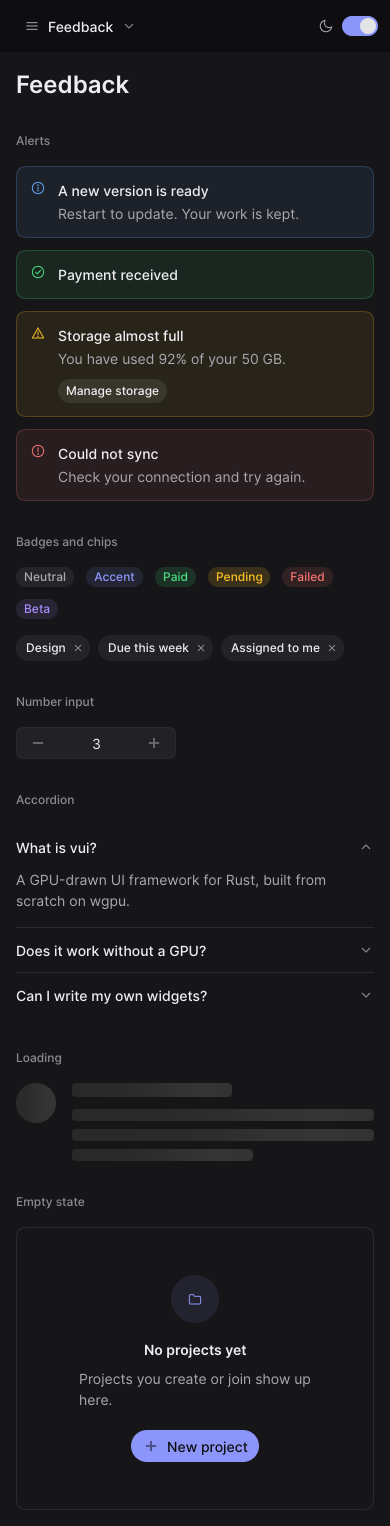 Feedback
Feedback
Alerts
A new version is ready
Restart to update. Your work is kept.
Payment received
Storage almost full
You have used 92% of your 50 GB.
Manage storage
Could not sync
Check your connection and try again.
Badges and chips
Neutral Accent Paid Pending Failed
Beta
Design Due this week Assigned to me
Number input
3
Accordion
What is vui?
A GPU-drawn UI framework for Rust, built from
scratch on wgpu.
Does it work without a GPU?
Can I write my own widgets?
Loading
Empty state
No projects yet
Projects you create or join show up
here.
New project